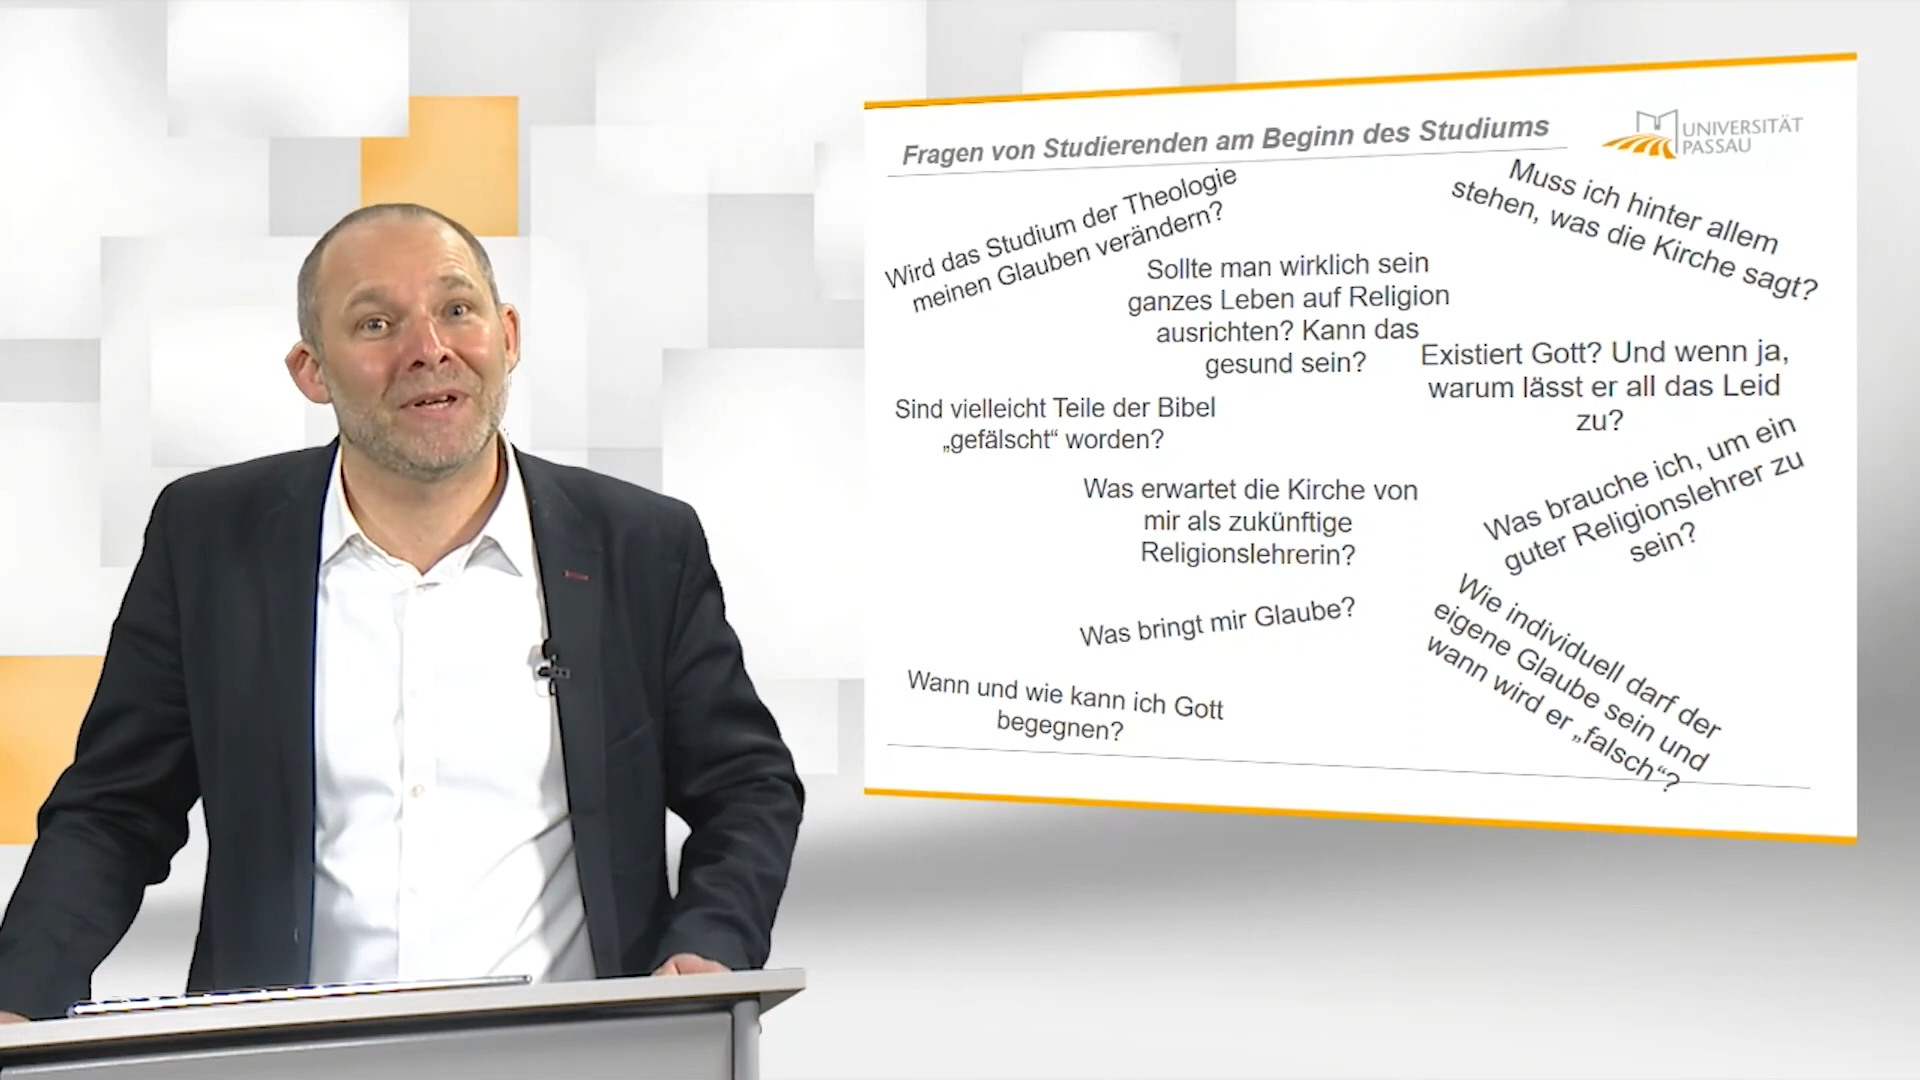 Fragen von Studierenden am Beginn des Studiums
UNIVERSITÄT
PASSAU
Wird das Studium der Theologie
meinen Glauben verändern?
Muss ich hinter allem
stehen, was die Kirche sagt?
Sollte man wirklich sein
ganzes Leben auf Religion
ausrichten? Kann das
gesund sein?
Existiert Gott? Und wenn ja,
warum lässt er all das Leid
zu?
Sind vielleicht Teile der Bibel
„gefälscht“ worden?
Was erwartet die Kirche von
mir als zukünftige
Religionslehrerin?
Was brauche ich, um ein
guter Religionslehrer zu
sein?
Was bringt mir Glaube?
Wie individuell darf der
eigene Glaube sein und
wann wird er „falsch“?
Wann und wie kann ich Gott
begegnen?